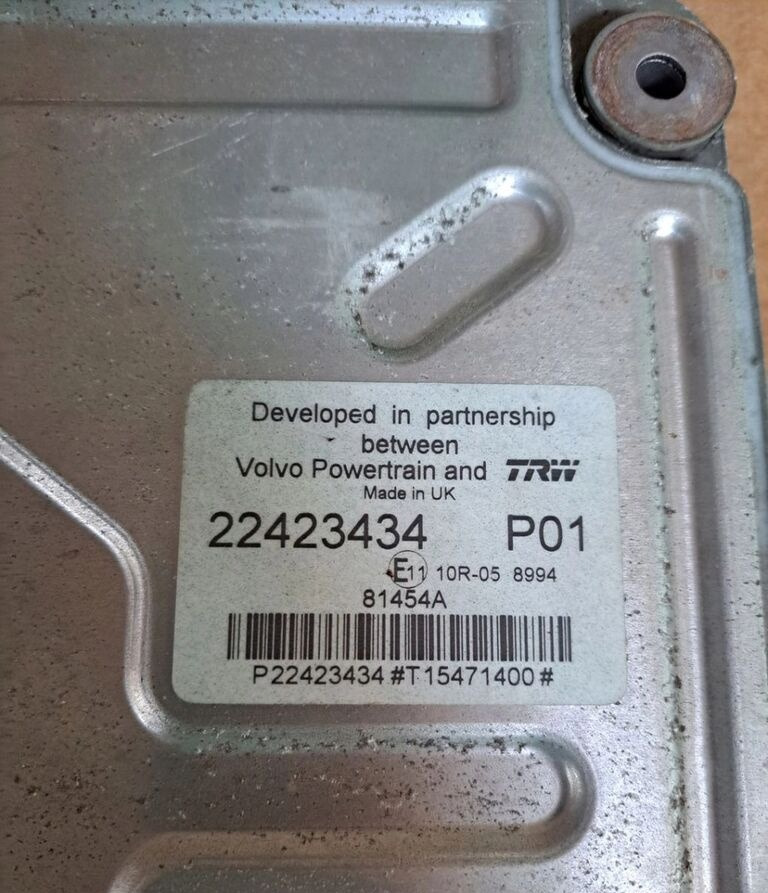 Developed in partnership
between
Volvo Powertrain and TRW
Made in UK
22423434 P01
E11 10R-05 8994
81454A
P22423434#T15471400#